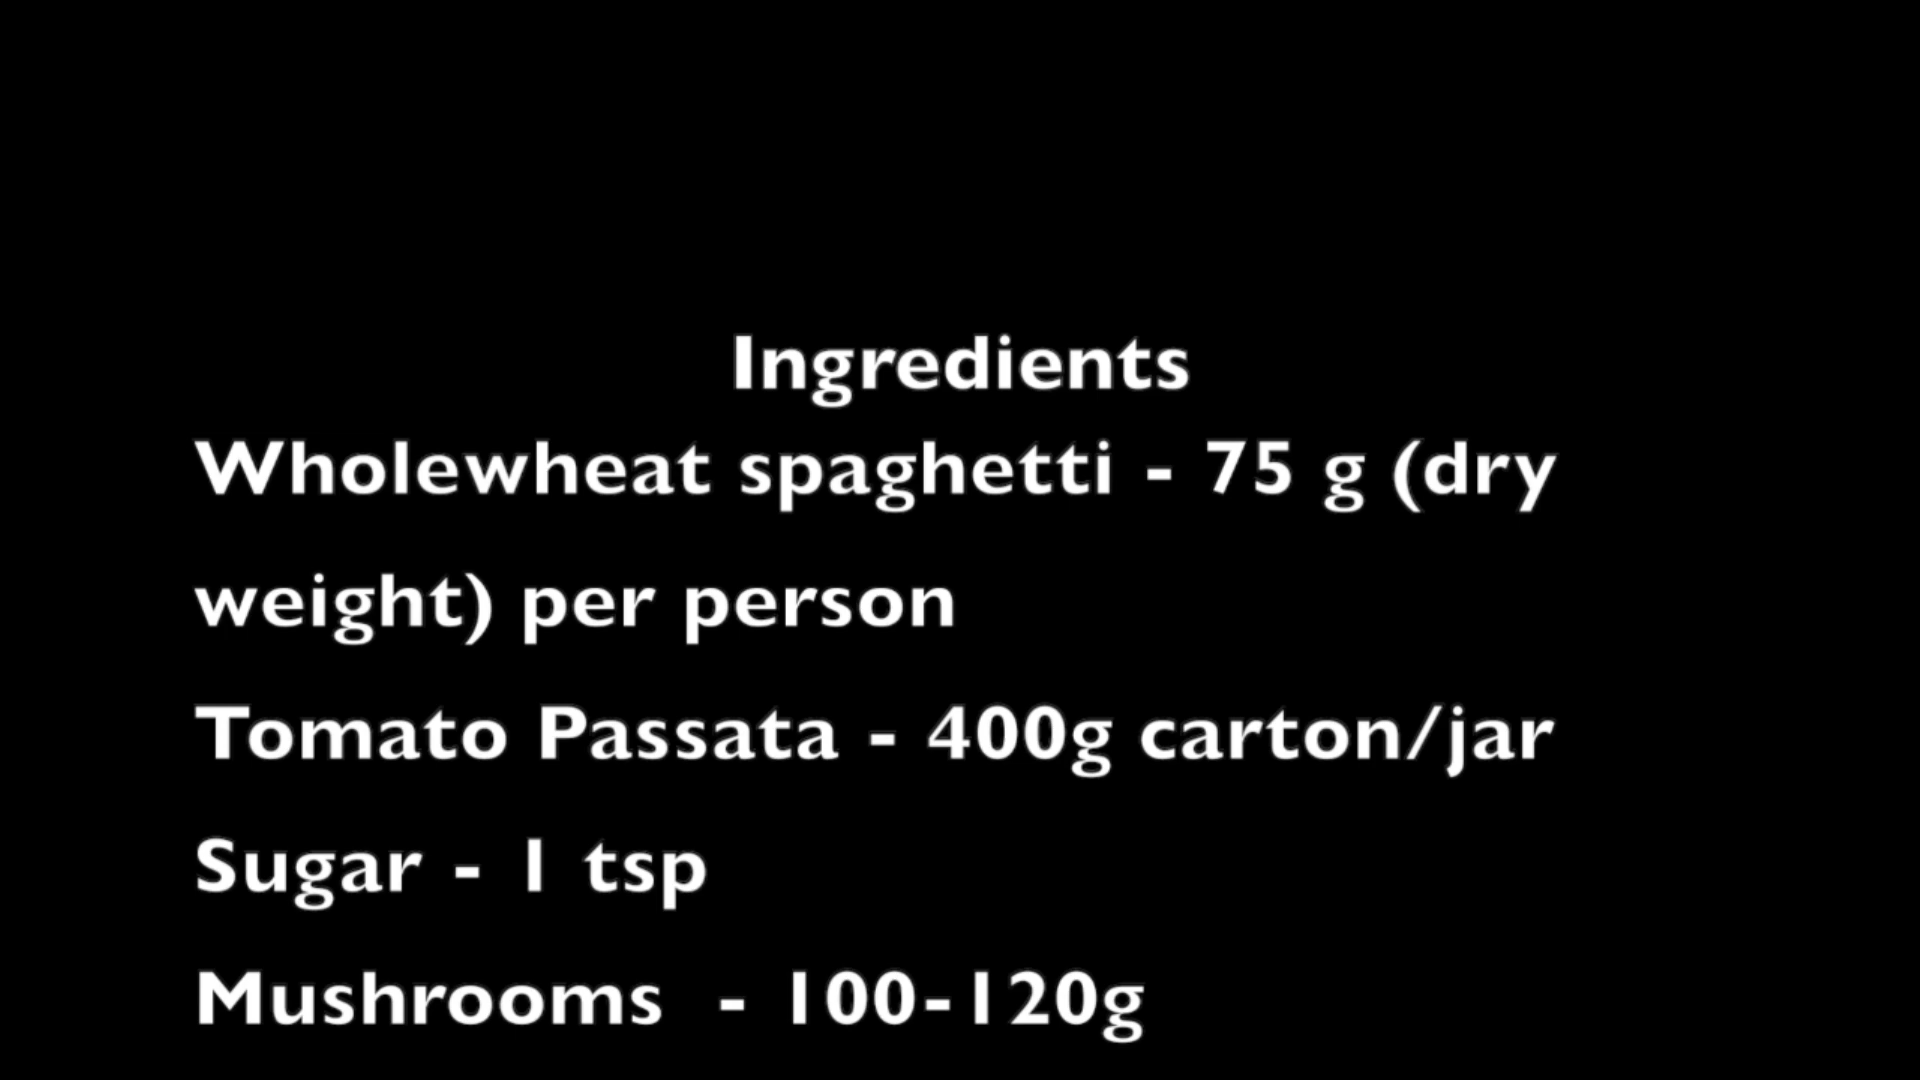 Ingredients
Wholewheat spaghetti - 75 g (dry
weight) per person
Tomato Passata - 400g carton/jar
Sugar - 1 tsp
Mushrooms  - 100-120g